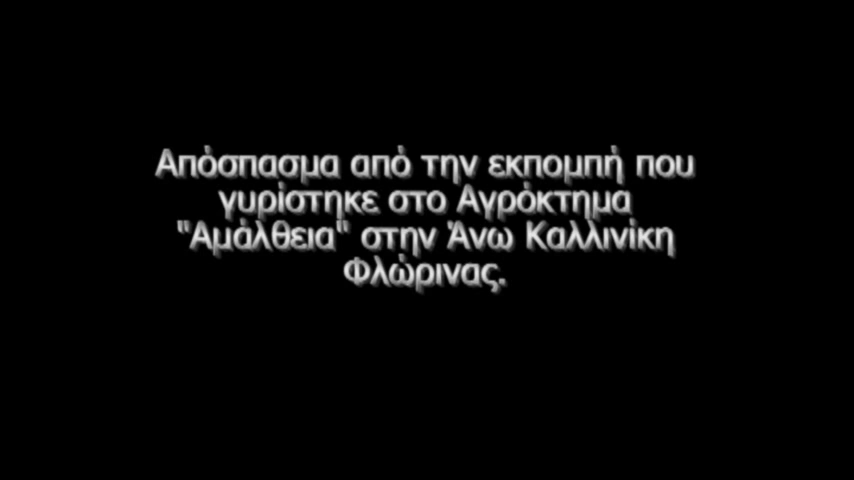 Απόσπασμα από την εκπομπή που
γυρίστηκε στο Αγρόκτημα
"Αμάλθεια" στην Άνω Καλλινίκη
Φλώρινας.